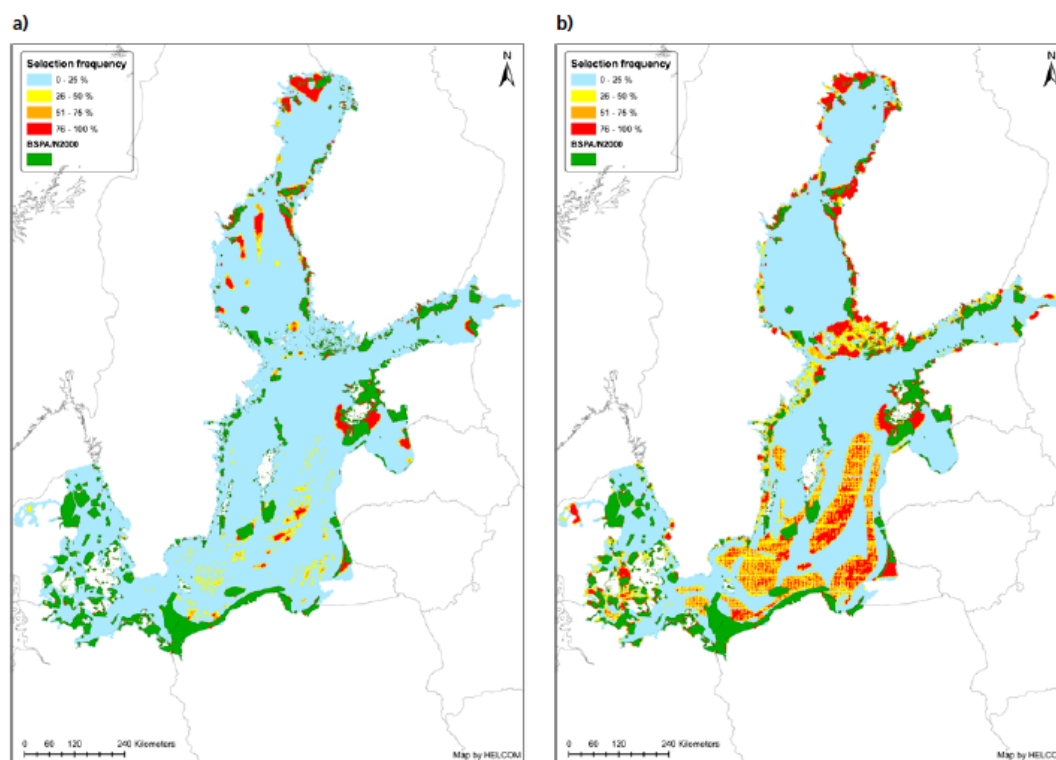 a)
Selection frequency
0 - 25 %
26 - 50 %
51 - 75 %
76 - 100 %
BSPA/N2000
N
0 60 120 240 Kilometers
Map by HELCOM
b)
Selection frequency
0 - 25 %
26 - 50 %
51 - 75 %
76 - 100 %
BSPA/N2000
N
0 60 120 240 Kilometers
Map by HELCOM